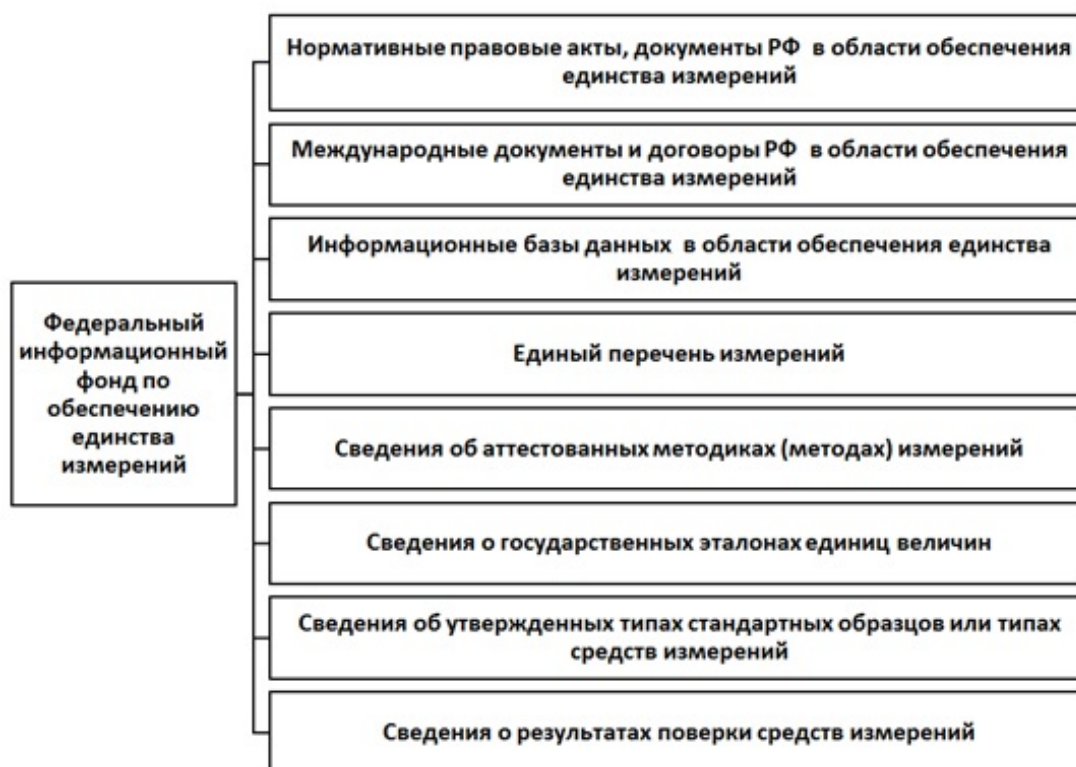 Федеральный
информационный
фонд по
обеспечению
единства
измерений
Нормативные правовые акты, документы РФ в области обеспечения
единства измерений
Международные документы и договоры РФ в области обеспечения
единства измерений
Информационные базы данных в области обеспечения единства
измерений
Единый перечень измерений
Сведения об аттестованных методиках (методах) измерений
Сведения о государственных эталонах единиц величин
Сведения об утвержденных типах стандартных образцов или типах
средств измерений
Сведения о результатах поверки средств измерений